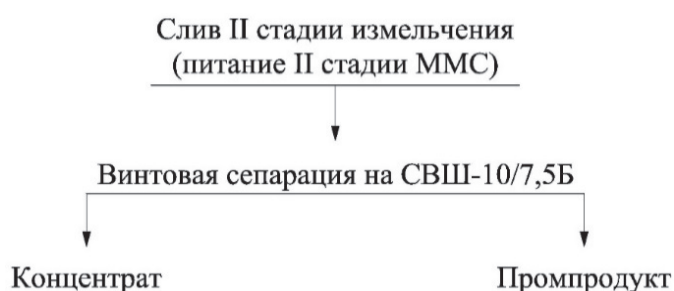 Слив II стадии измельчения
(питание II стадии ММС)
Винтовая сепарация на СВШ-10/7,5Б
Концентрат
Промпродукт